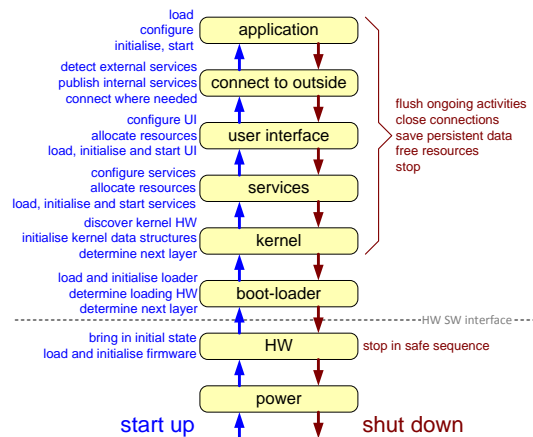 load
configure
initialise, start
application
detect external services
publish internal services
connect where needed
connect to outside
configure UI
allocate resources
load, initialise and start UI
user interface
flush ongoing activities
close connections
save persistent data
free resources
stop
configure services
allocate resources
load, initialise and start services
services
discover kernel HW
initialise kernel data structures
determine next layer
kernel
load and initialise loader
determine loading HW
determine next layer
boot-loader
HW SW interface
bring in initial state
load and initialise firmware
HW
stop in safe sequence
power
start up
shut down